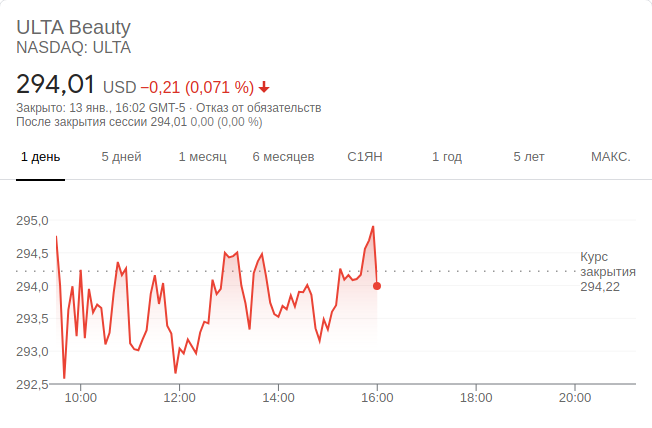 ULTA Beauty
NASDAQ: ULTA
294,01 USD −0,21 (0,071 %)
Закрыто: 13 янв., 16:02 GMT-5 · Отказ от обязательств
После закрытия сессии 294,01 0,00 (0,00 %)
1 день 5 дней 1 месяц 6 месяцев С1ЯН 1 год 5 лет МАКС.
295,0
294,5
Курс
закрытия
294,22
294,0
293,5
293,0
292,5
10:00 12:00 14:00 16:00 18:00 20:00